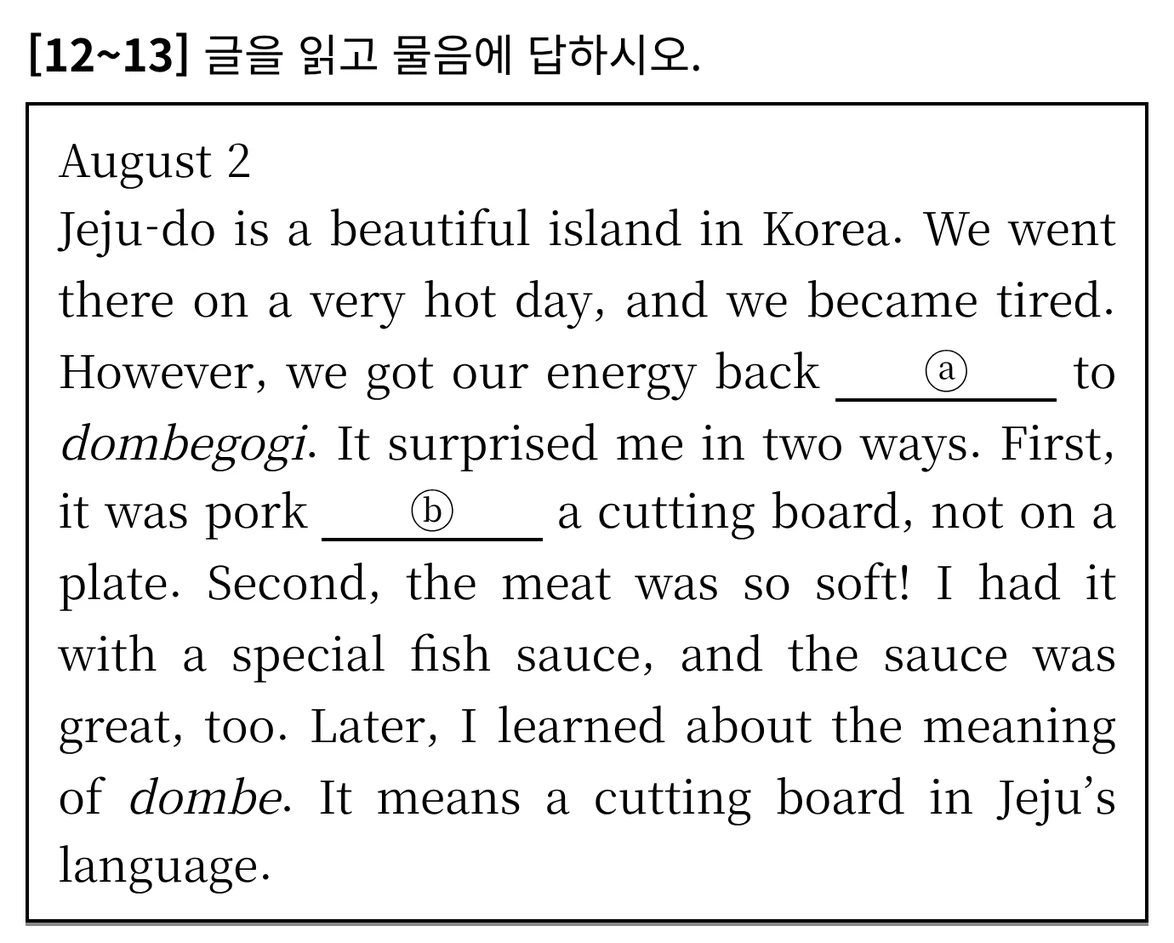 [12~13] 글을 읽고 물음에 답하시오.
August 2
Jeju-do is a beautiful island in Korea. We went
there on a very hot day, and we became tired.
However, we got our energy back ⓐ to
dombegogi. It surprised me in two ways. First,
it was pork ⓑ a cutting board, not on a
plate. Second, the meat was so soft! I had it
with a special fish sauce, and the sauce was
great, too. Later, I learned about the meaning
of dombe. It means a cutting board in Jeju’s
language.